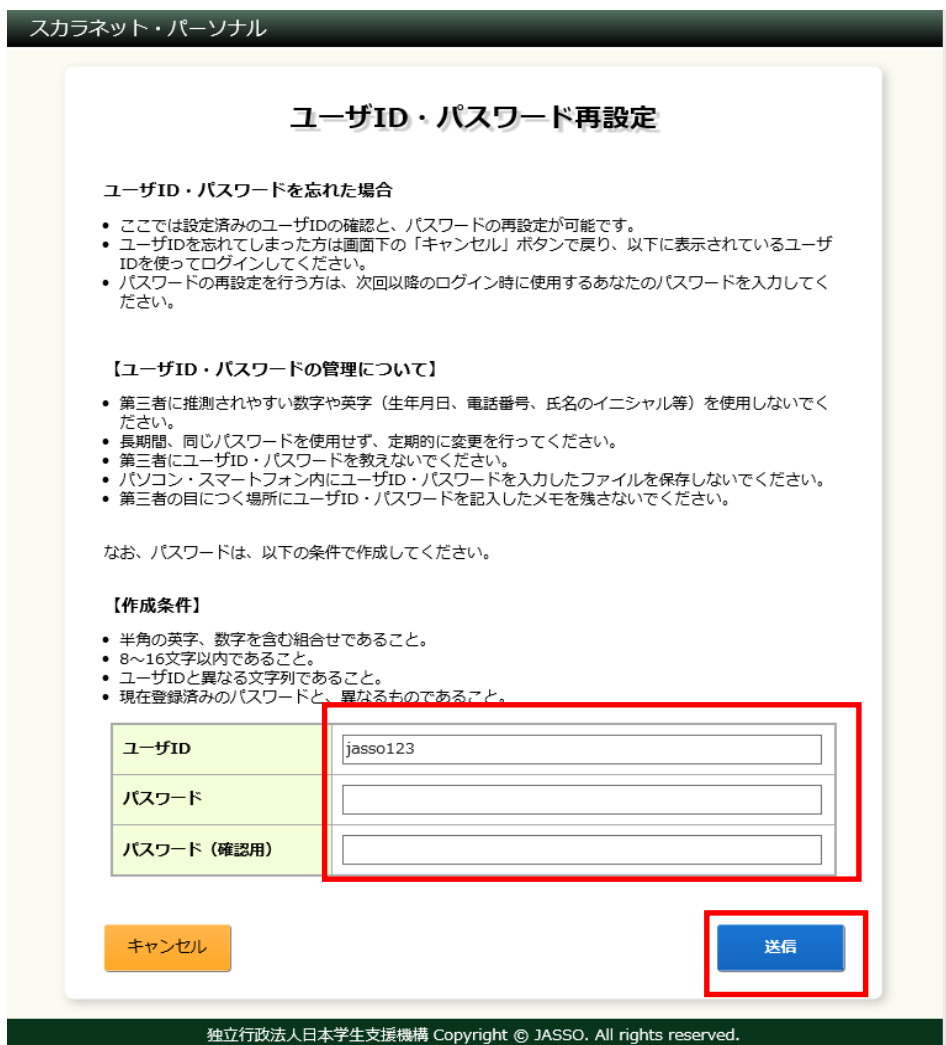 スカラネット・パーソナル
ユーザID・パスワード再設定
ユーザID・パスワードを忘れた場合
• ここでは設定済みのユーザIDの確認と、パスワードの再設定が可能です。
• ユーザIDを忘れてしまった方は画面下の「キャンセル」ボタンで戻り、以下に表示されているユーザ
IDを使ってログインしてください。
• パスワードの再設定を行う方は、次回以降のログイン時に使用するあなたのパスワードを入力してく
ださい。
【ユーザID・パスワードの管理について】
• 第三者に推測されやすい数字や英字（生年月日、電話番号、氏名のイニシャル等）を使用しないでく
ださい。
• 長期間、同じパスワードを使用せず、定期的に変更を行ってください。
• 第三者にユーザID・パスワードを教えないでください。
• パソコン・スマートフォン内にユーザID・パスワードを入力したファイルを保存しないでください。
• 第三者の目につく場所にユーザID・パスワードを記入したメモを残さないでください。
なお、パスワードは、以下の条件で作成してください。
【作成条件】
• 半角の英字、数字を含む組合せであること。
• 8～16文字以内であること。
• ユーザIDと異なる文字列であること。
• 現在登録済みのパスワードと、異なるものであること。
ユーザID jasso123
パスワード
パスワード（確認用）
キャンセル 送信
独立行政法人日本学生支援機構 Copyright © JASSO. All rights reserved.